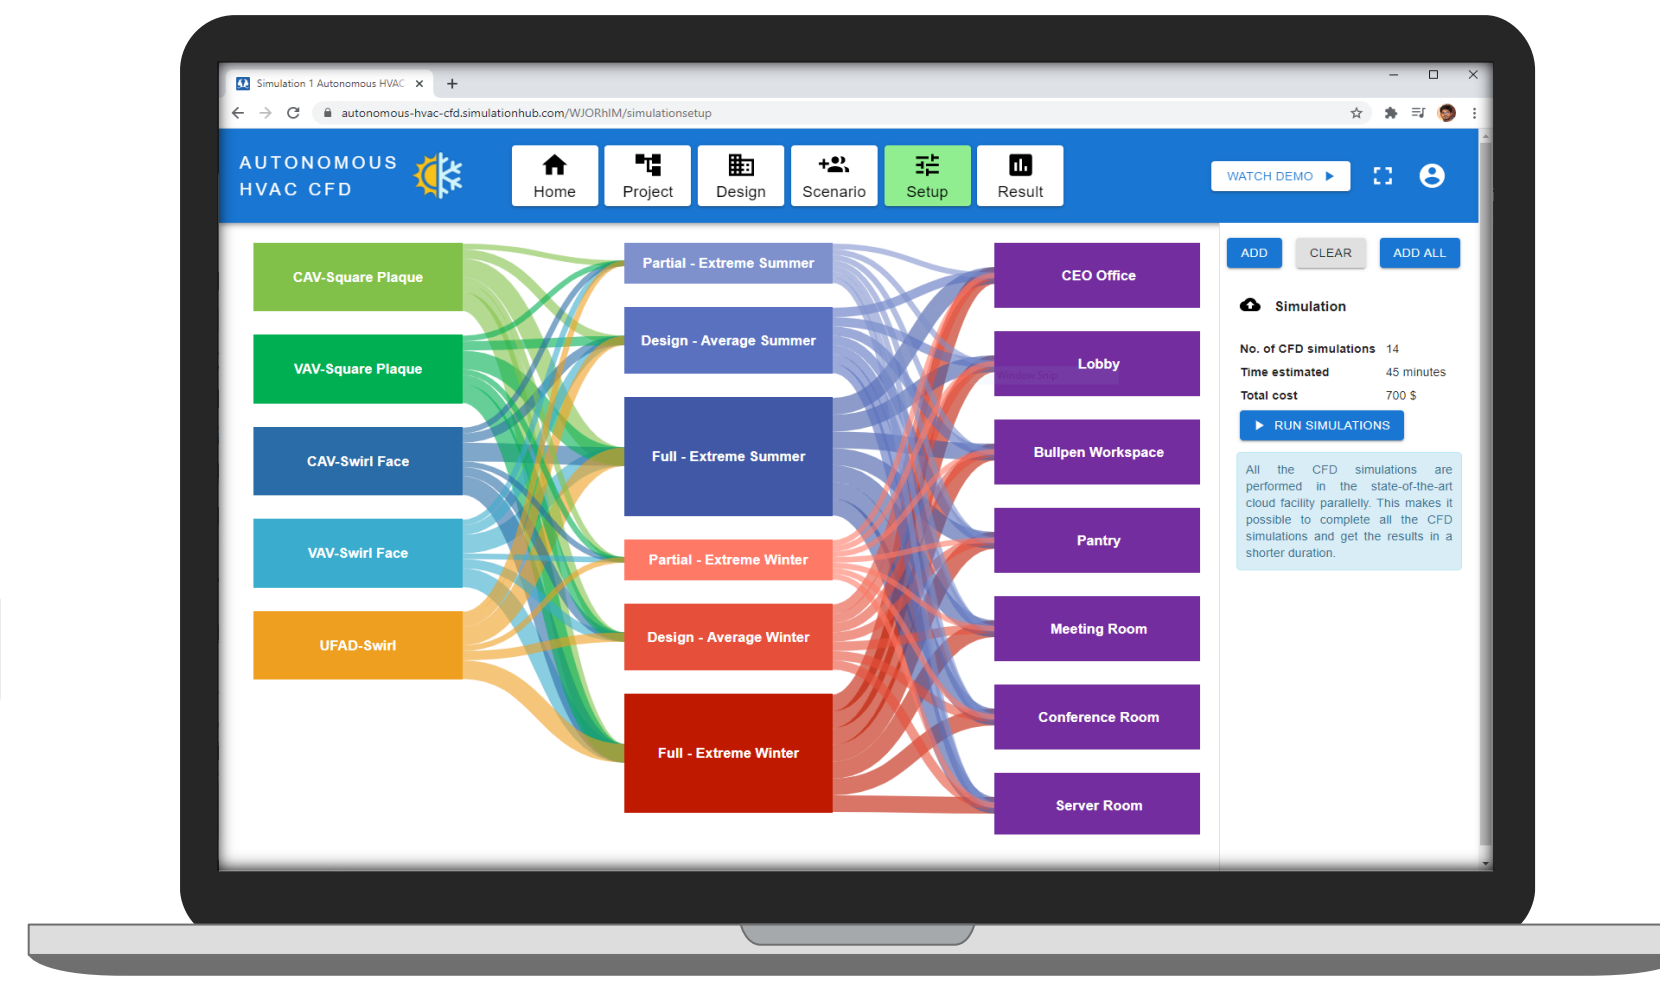 Simulation 1 Autonomous HVAC
autonomous-hvac-cfd.simulationhub.com/WJORhIM/simulationsetup
AUTONOMOUS
HVAC CFD
Home
Project
Design
Scenario
Setup
Result
WATCH DEMO
CAV-Square Plaque
VAV-Square Plaque
CAV-Swirl Face
VAV-Swirl Face
UFAD-Swirl
Partial - Extreme Summer
Design - Average Summer
Full - Extreme Summer
Partial - Extreme Winter
Design - Average Winter
Full - Extreme Winter
CEO Office
Lobby
Window Snip
Bullpen Workspace
Pantry
Meeting Room
Conference Room
Server Room
ADD
CLEAR
ADD ALL
Simulation
No. of CFD simulations 14
Time estimated 45 minutes
Total cost 700 $
RUN SIMULATIONS
All the CFD simulations are
performed in the state-of-the-art
cloud facility parallelly. This makes it
possible to complete all the CFD
simulations and get the results in a
shorter duration.